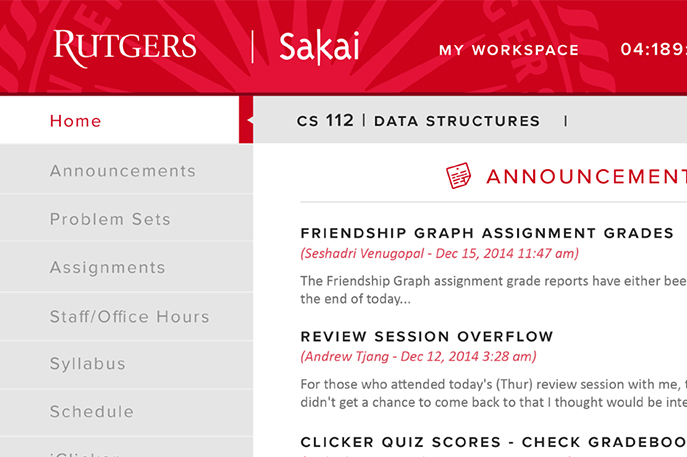 RUTGERS | Sakai
MY WORKSPACE
04:189:
Home
Announcements
Problem Sets
Assignments
Staff/Office Hours
Syllabus
Schedule
iClicker
CS 112 | DATA STRUCTURES |
ANNOUNCEMENT
FRIENDSHIP GRAPH ASSIGNMENT GRADES
(Seshadri Venugopal - Dec 15, 2014 11:47 am)
The Friendship Graph assignment grade reports have either bee
the end of today...
REVIEW SESSION OVERFLOW
(Andrew Tjang - Dec 12, 2014 3:28 am)
For those who attended today's (Thur) review session with me, t
didn't get a chance to come back to that I thought would be inte
CLICKER QUIZ SCORES - CHECK GRADEBOO